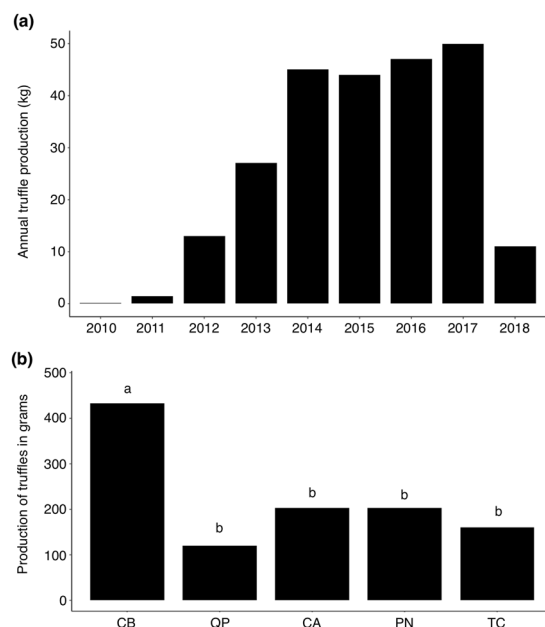 (a)
Annual truffle production (kg)
50
40
30
20
10
0
2010 2011 2012 2013 2014 2015 2016 2017 2018
(b)
Production of truffles in grams
500
400
300
200
100
0
a
b
b
b
b
CB QP CA PN TC